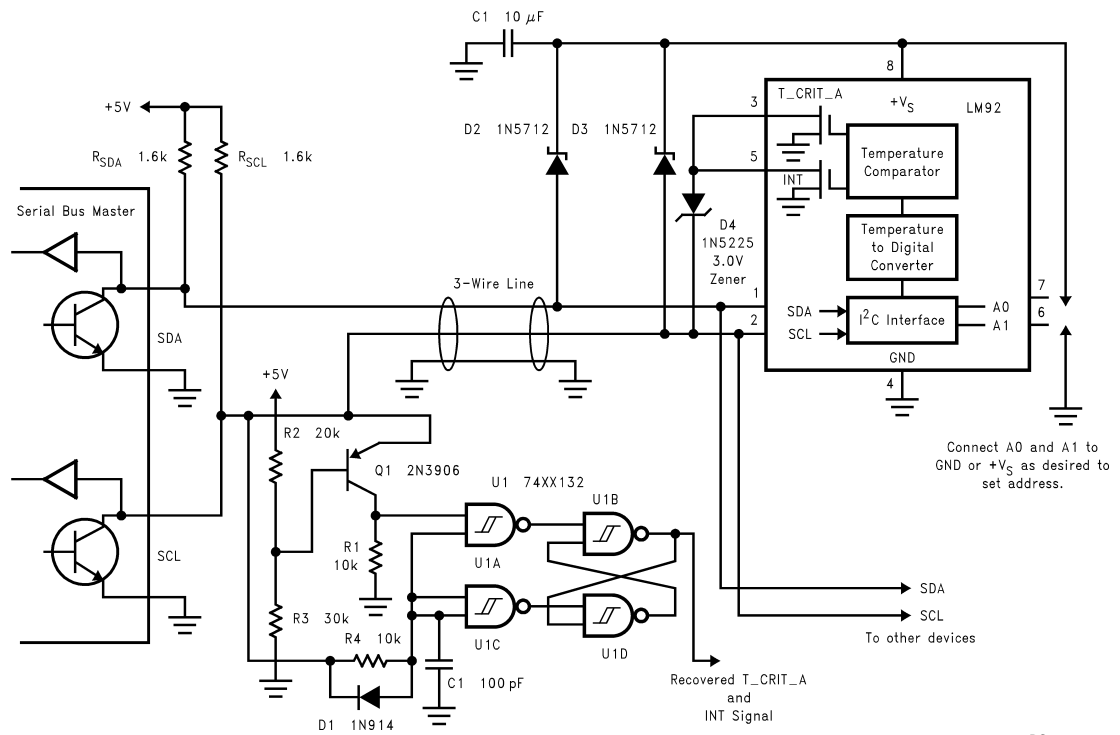 C1 10 μF
+5V
R_SDA 1.6k
R_SCL 1.6k
D2 1N5712
D3 1N5712
8
3
T_CRIT_A
+V_S
LM92
5
INT
Temperature
Comparator
D4
1N5225
3.0V
Zener
Temperature
to Digital
Converter
Serial Bus Master
3-Wire Line
1
2
SDA
SCL
I²C Interface
A0
A1
7
6
GND
4
SDA
+5V
Connect A0 and A1 to
GND or +V_S as desired to
set address.
R2 20k
Q1 2N3906
U1 74XX132
U1B
U1A
R1
10k
SCL
R3 30k
U1C
U1D
R4 10k
C1 100pF
D1 1N914
SDA
SCL
To other devices
Recovered T_CRIT_A
and
INT Signal